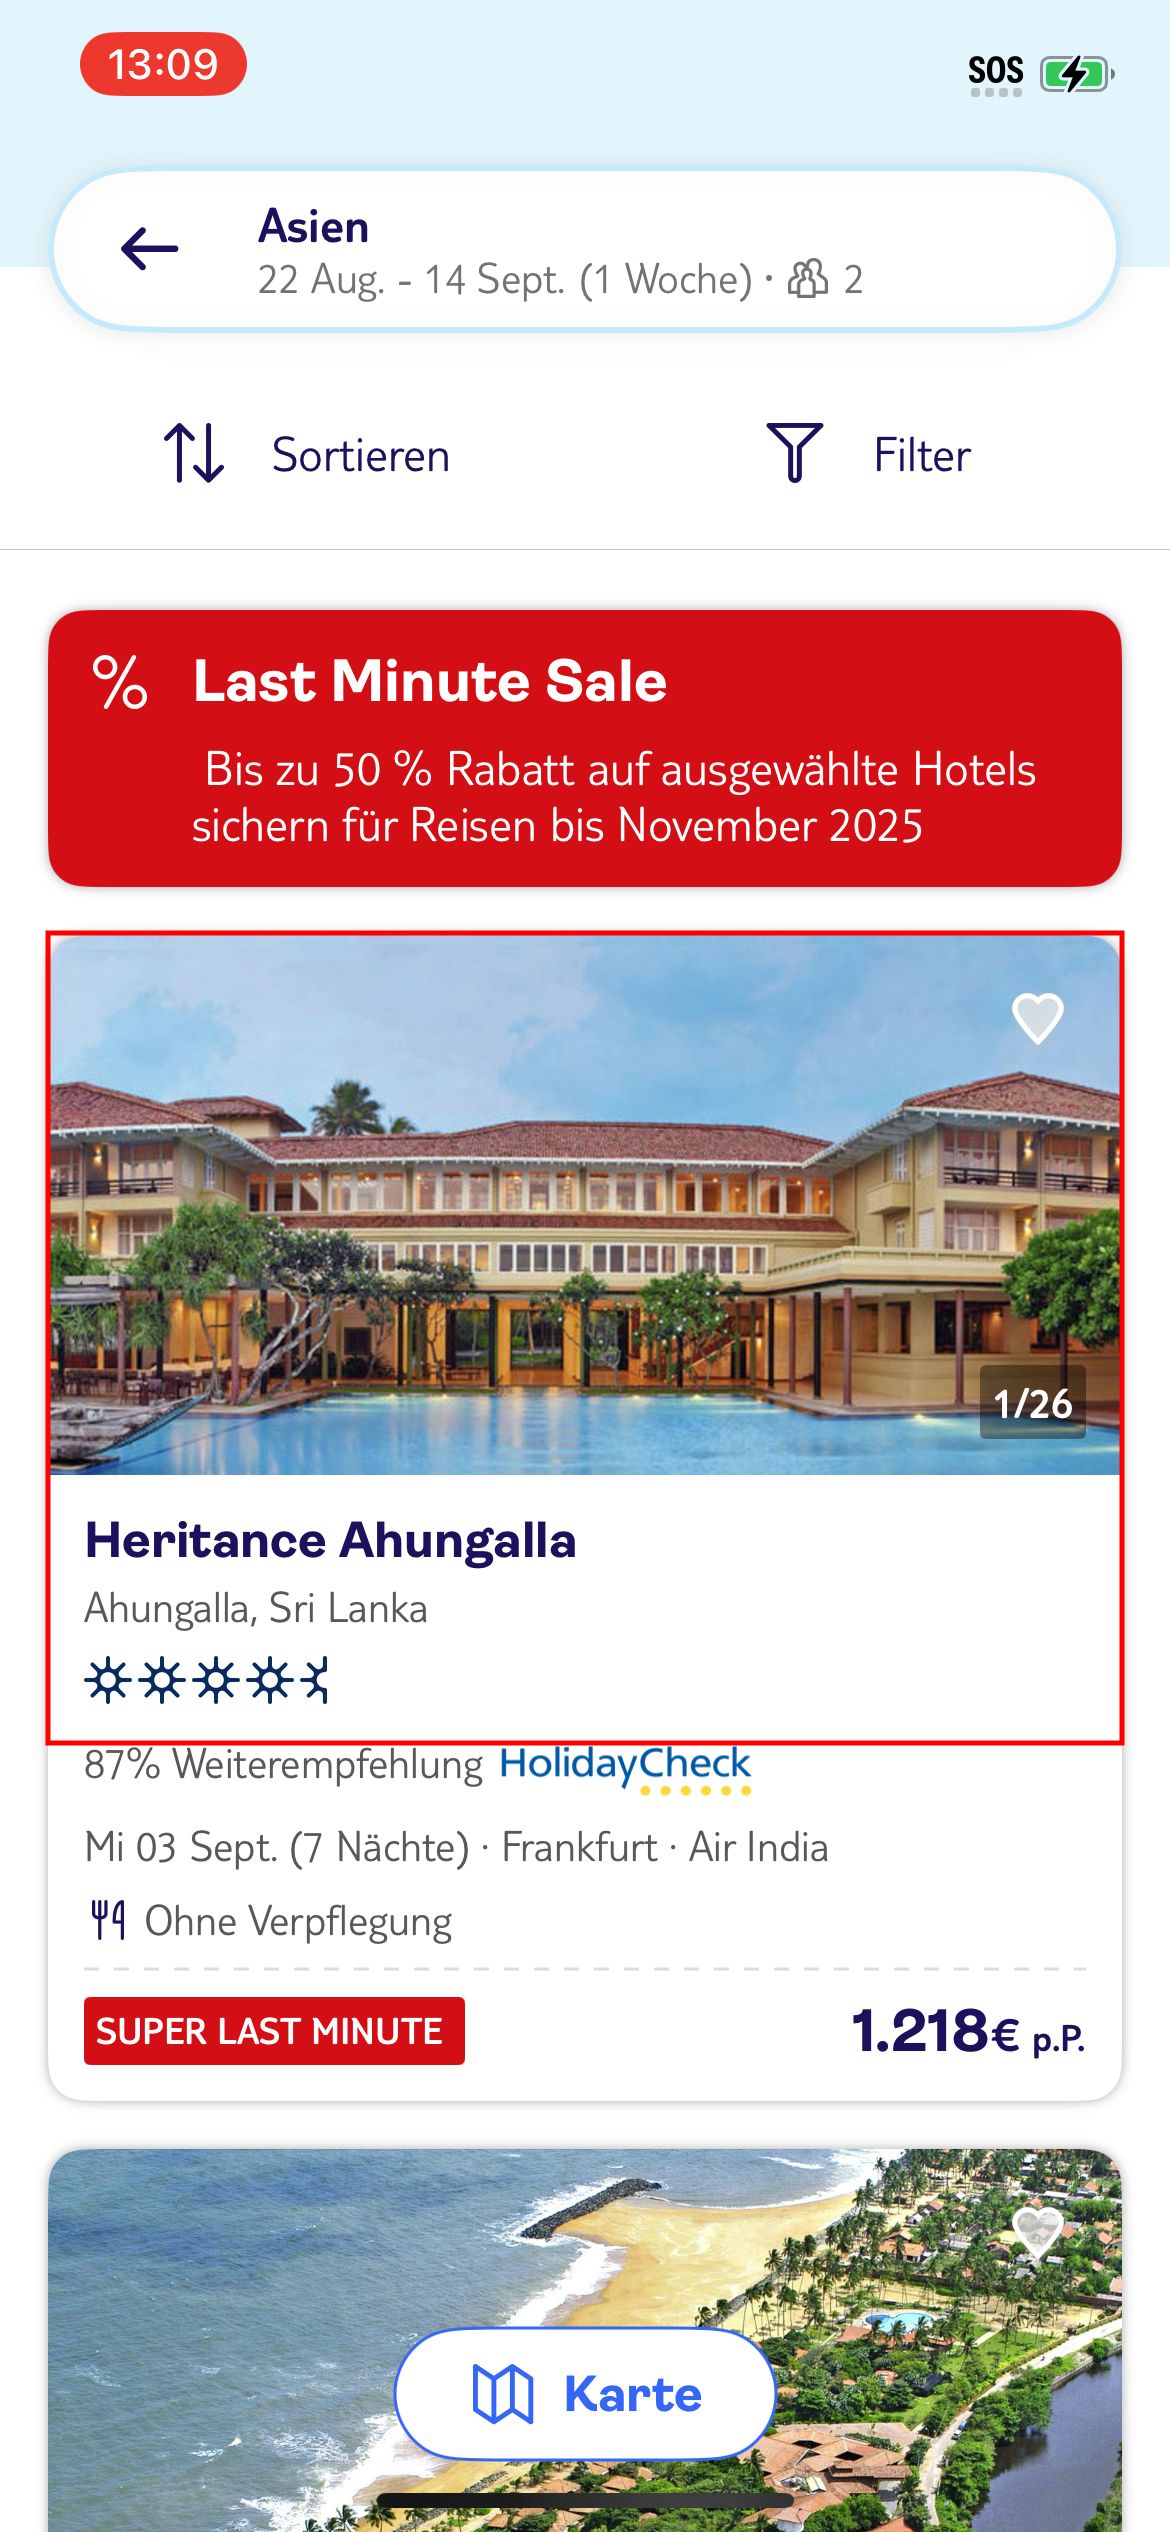 13:09
SOS
Asien
22 Aug. - 14 Sept. (1 Woche) · 2
Sortieren
Filter
% Last Minute Sale
Bis zu 50 % Rabatt auf ausgewählte Hotels
sichern für Reisen bis November 2025
1/26
Heritance Ahungalla
Ahungalla, Sri Lanka
87% Weiterempfehlung HolidayCheck
Mi 03 Sept. (7 Nächte) · Frankfurt · Air India
Ohne Verpflegung
SUPER LAST MINUTE
1.218€ p.P.
Karte